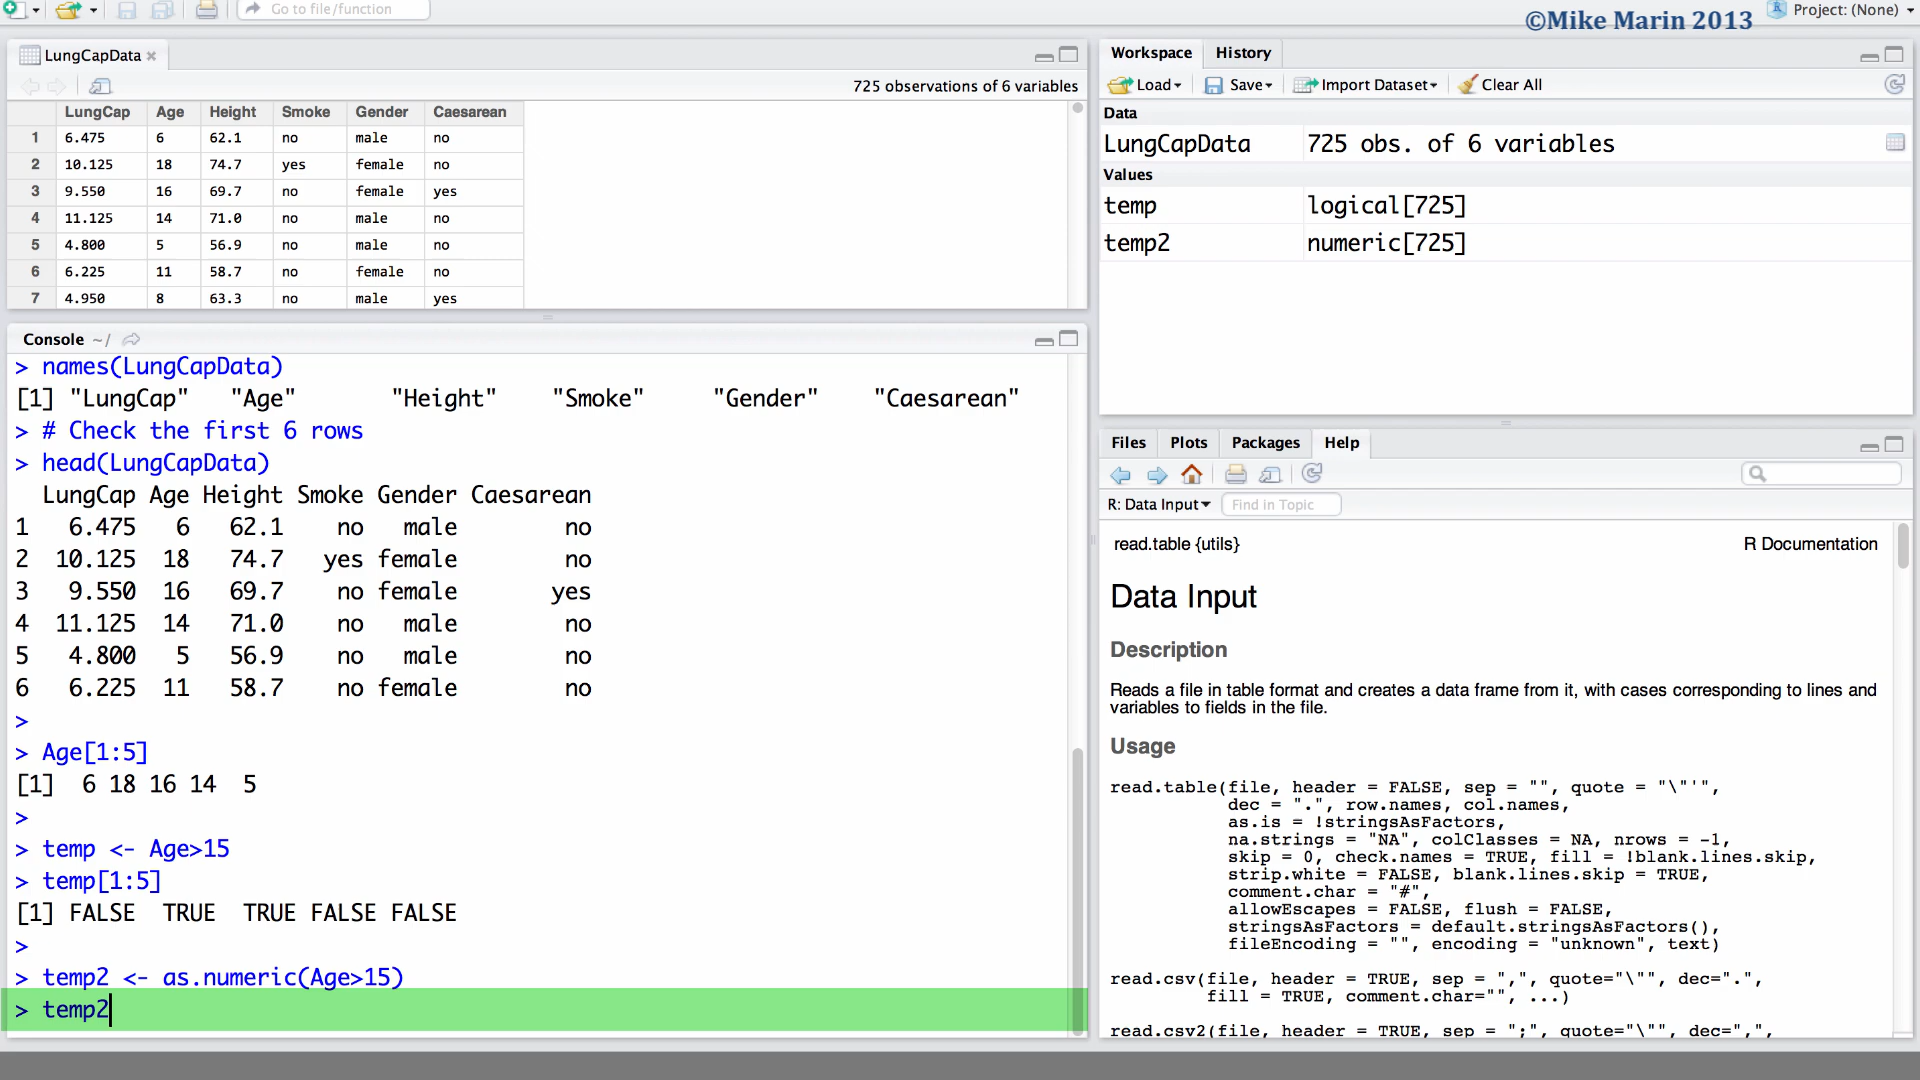 Go to file/function
©Mike Marin 2013
Project: (None)
LungCapData
725 observations of 6 variables
LungCap Age Height Smoke Gender Caesarean
1 6.475 6 62.1 no male no
2 10.125 18 74.7 yes female no
3 9.550 16 69.7 no female yes
4 11.125 14 71.0 no male no
5 4.800 5 56.9 no male no
6 6.225 11 58.7 no female no
7 4.950 8 63.3 no male yes
Console ~/
> names(LungCapData)
[1] "LungCap" "Age" "Height" "Smoke" "Gender" "Caesarean"
> # Check the first 6 rows
> head(LungCapData)
LungCap Age Height Smoke Gender Caesarean
1 6.475 6 62.1 no male no
2 10.125 18 74.7 yes female no
3 9.550 16 69.7 no female yes
4 11.125 14 71.0 no male no
5 4.800 5 56.9 no male no
6 6.225 11 58.7 no female no
>
> Age[1:5]
[1] 6 18 16 14 5
>
> temp <- Age>15
> temp[1:5]
[1] FALSE TRUE TRUE FALSE FALSE
>
> temp2 <- as.numeric(Age>15)
> temp2
Workspace History
Load Save Import Dataset Clear All
Data
LungCapData 725 obs. of 6 variables
Values
temp logical[725]
temp2 numeric[725]
Files Plots Packages Help
R: Data Input Find in Topic
read.table {utils} R Documentation
Data Input
Description
Reads a file in table format and creates a data frame from it, with cases corresponding to lines and
variables to fields in the file.
Usage
read.table(file, header = FALSE, sep = "", quote = "\"'",
dec = ".", row.names, col.names,
as.is = !stringsAsFactors,
na.strings = "NA", colClasses = NA, nrows = -1,
skip = 0, check.names = TRUE, fill = !blank.lines.skip,
strip.white = FALSE, blank.lines.skip = TRUE,
comment.char = "#",
allowEscapes = FALSE, flush = FALSE,
stringsAsFactors = default.stringsAsFactors(),
fileEncoding = "", encoding = "unknown", text)
read.csv(file, header = TRUE, sep = ",", quote="\"", dec=".",
fill = TRUE, comment.char="", ...)
read.csv2(file, header = TRUE, sep = ";", quote="\"", dec=",",